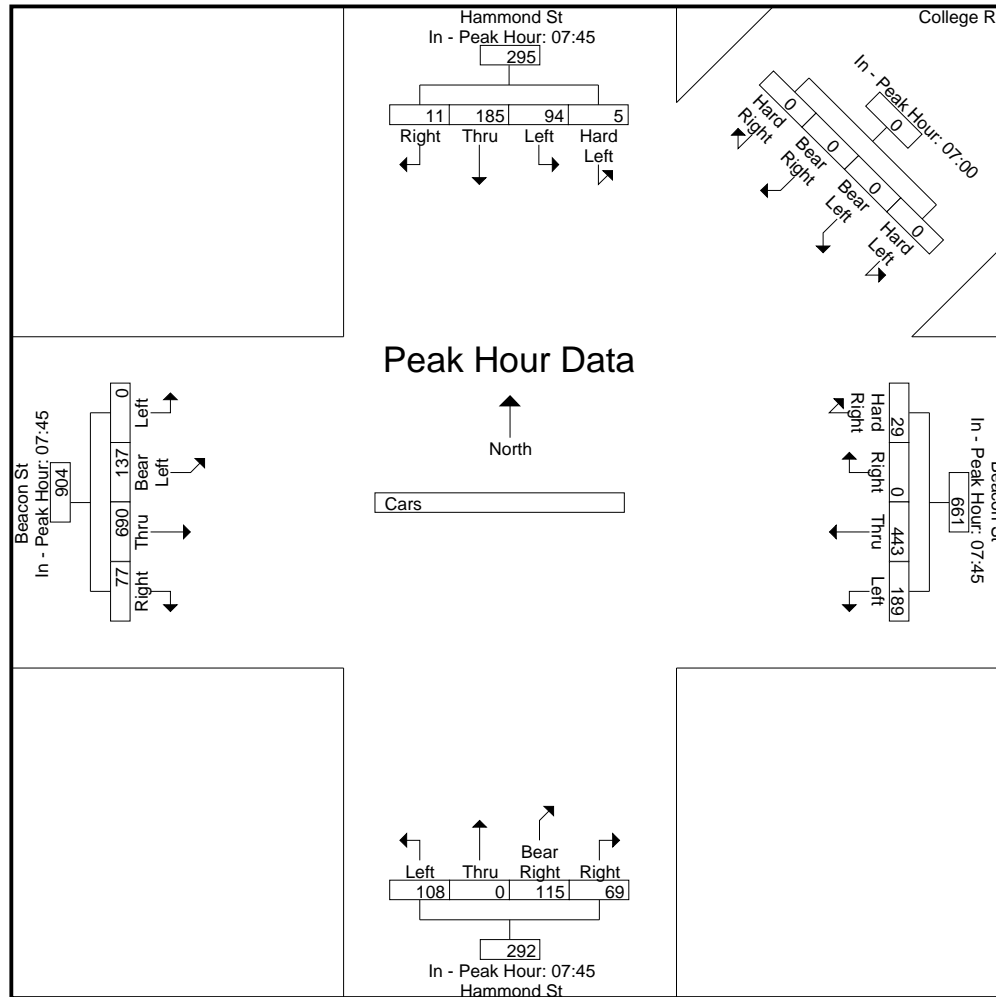 Hammond St
In - Peak Hour: 07:45
295
11 185 94 5
Right Thru Left Hard
Left
College R
In - Peak Hour: 07:00
0
0 0 0 0
Hard
Right
Bear
Right
Bear
Left
Hard
Left
Peak Hour Data
North
Cars
Beacon St
In - Peak Hour: 07:45
904
0 137 690 77
Left
Bear
Left
Thru
Right
Beacon St
In - Peak Hour: 07:45
661
29 0 443 189
Hard
Right
Right
Thru
Left
Bear
Left Thru Right Right
108 0 115 69
292
In - Peak Hour: 07:45
Hammond St